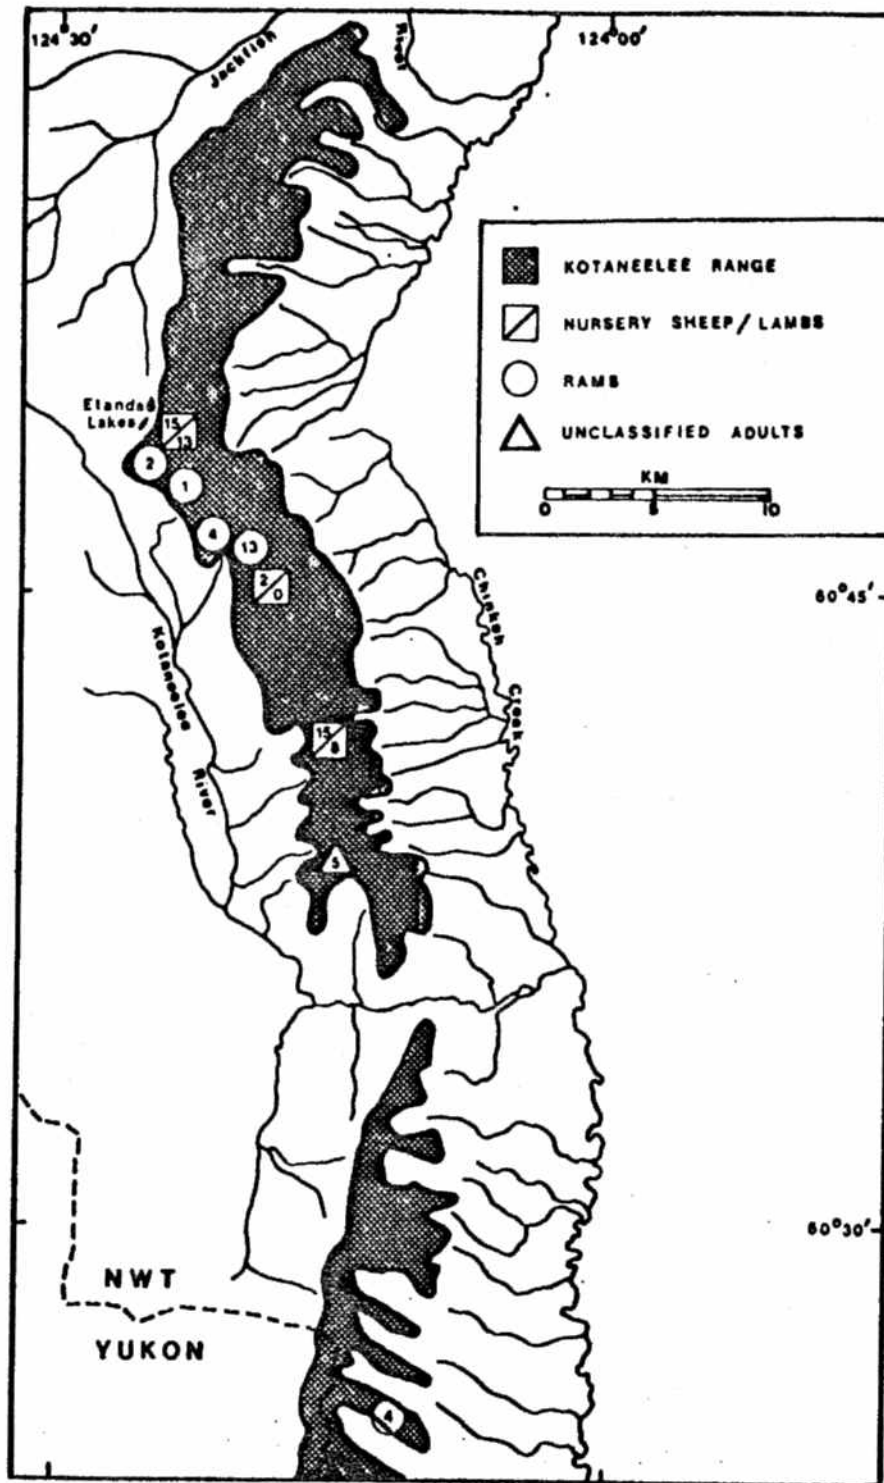 124°30'
124°00'
Jackfish
River
KOTANEELEE RANGE
NURSERY SHEEP/LAMBS
RAMS
UNCLASSIFIED ADULTS
KM
0 5 10
Etanda
Lakes
15
13
2
1
4
13
2
0
60°45'
Chinkeh
Creek
Kotaneelee
River
15
8
5
60°30'
NWT
YUKON
4